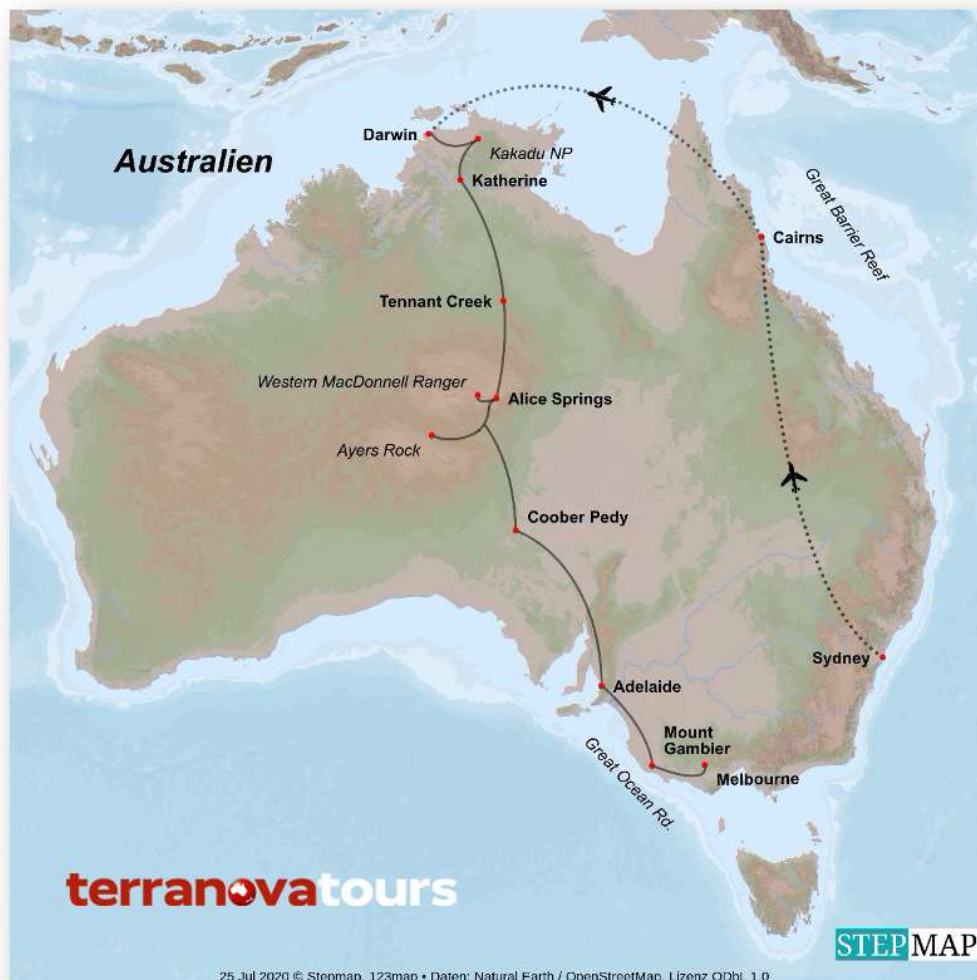 Darwin
Kakadu NP
Australien
Katherine
Great Barrier Reef
Cairns
Tennant Creek
Western MacDonnell Ranger
Alice Springs
Ayers Rock
Coober Pedy
Sydney
Adelaide
Mount
Gambier
Great Ocean Rd.
Melbourne
terranovatours
STEPMAP
25 Jul 2020 © Stepmap, 123map • Daten: Natural Earth / OpenStreetMap, Lizenz ODbL 1.0